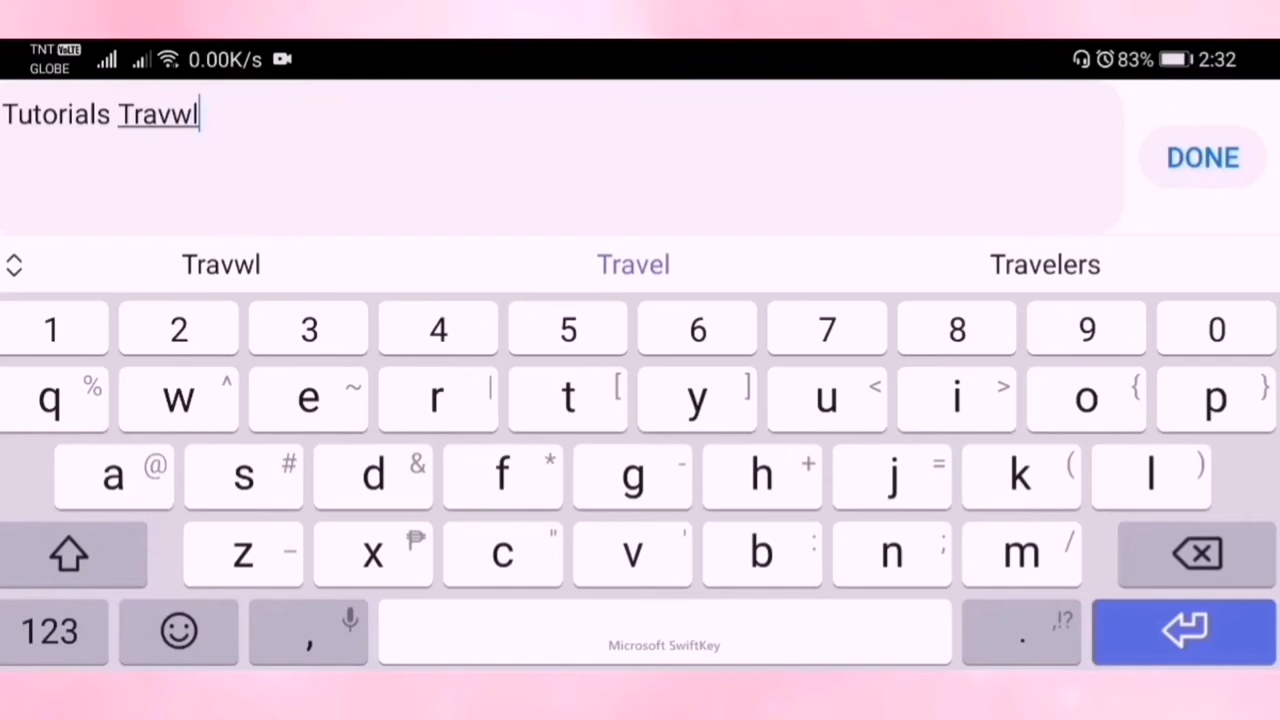 TNT VoLTE
GLOBE
0.00K/s
83% 2:32
Tutorials Travwl
DONE
Travwl Travel Travelers
1 2 3 4 5 6 7 8 9 0
q % w ^ e ~ r | t [ y ] u < i > o { p }
a @ s # d & f * g - h + j = k ( l )
z _ x ₱ c " v ' b : n ; m /
123 , Microsoft SwiftKey . ,!?